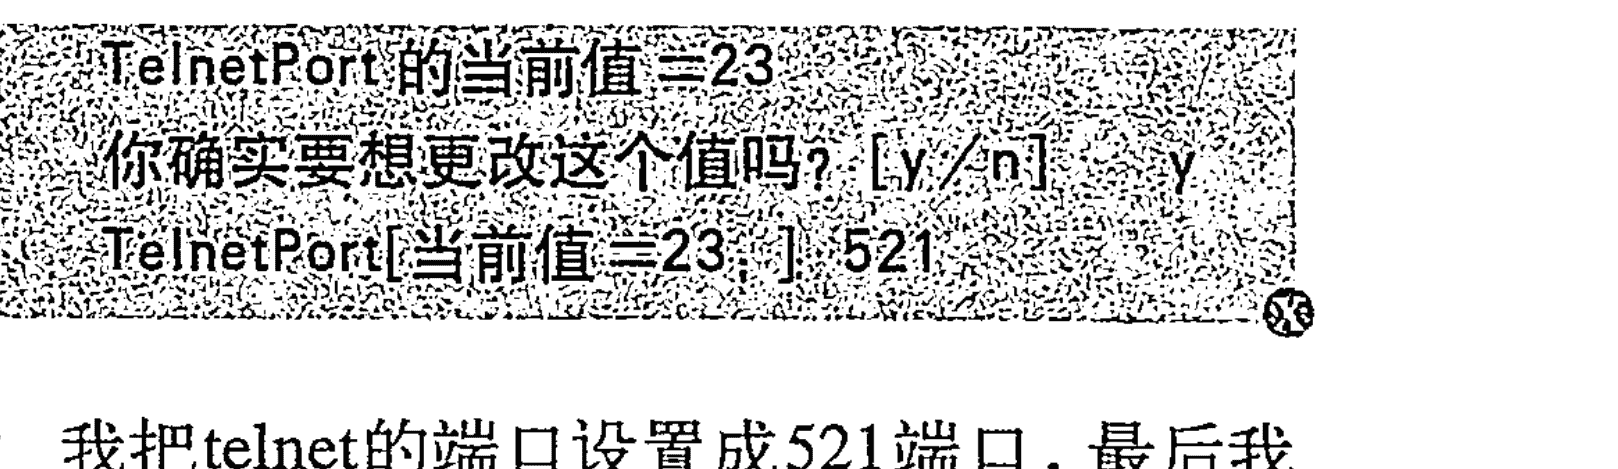 TelnetPort 的当前值 =23
你确实要想更改这个值吗? [y/n] y
TelnetPort[当前值 =23; ] 521
我把telnet的端口设置成521端口,最后我